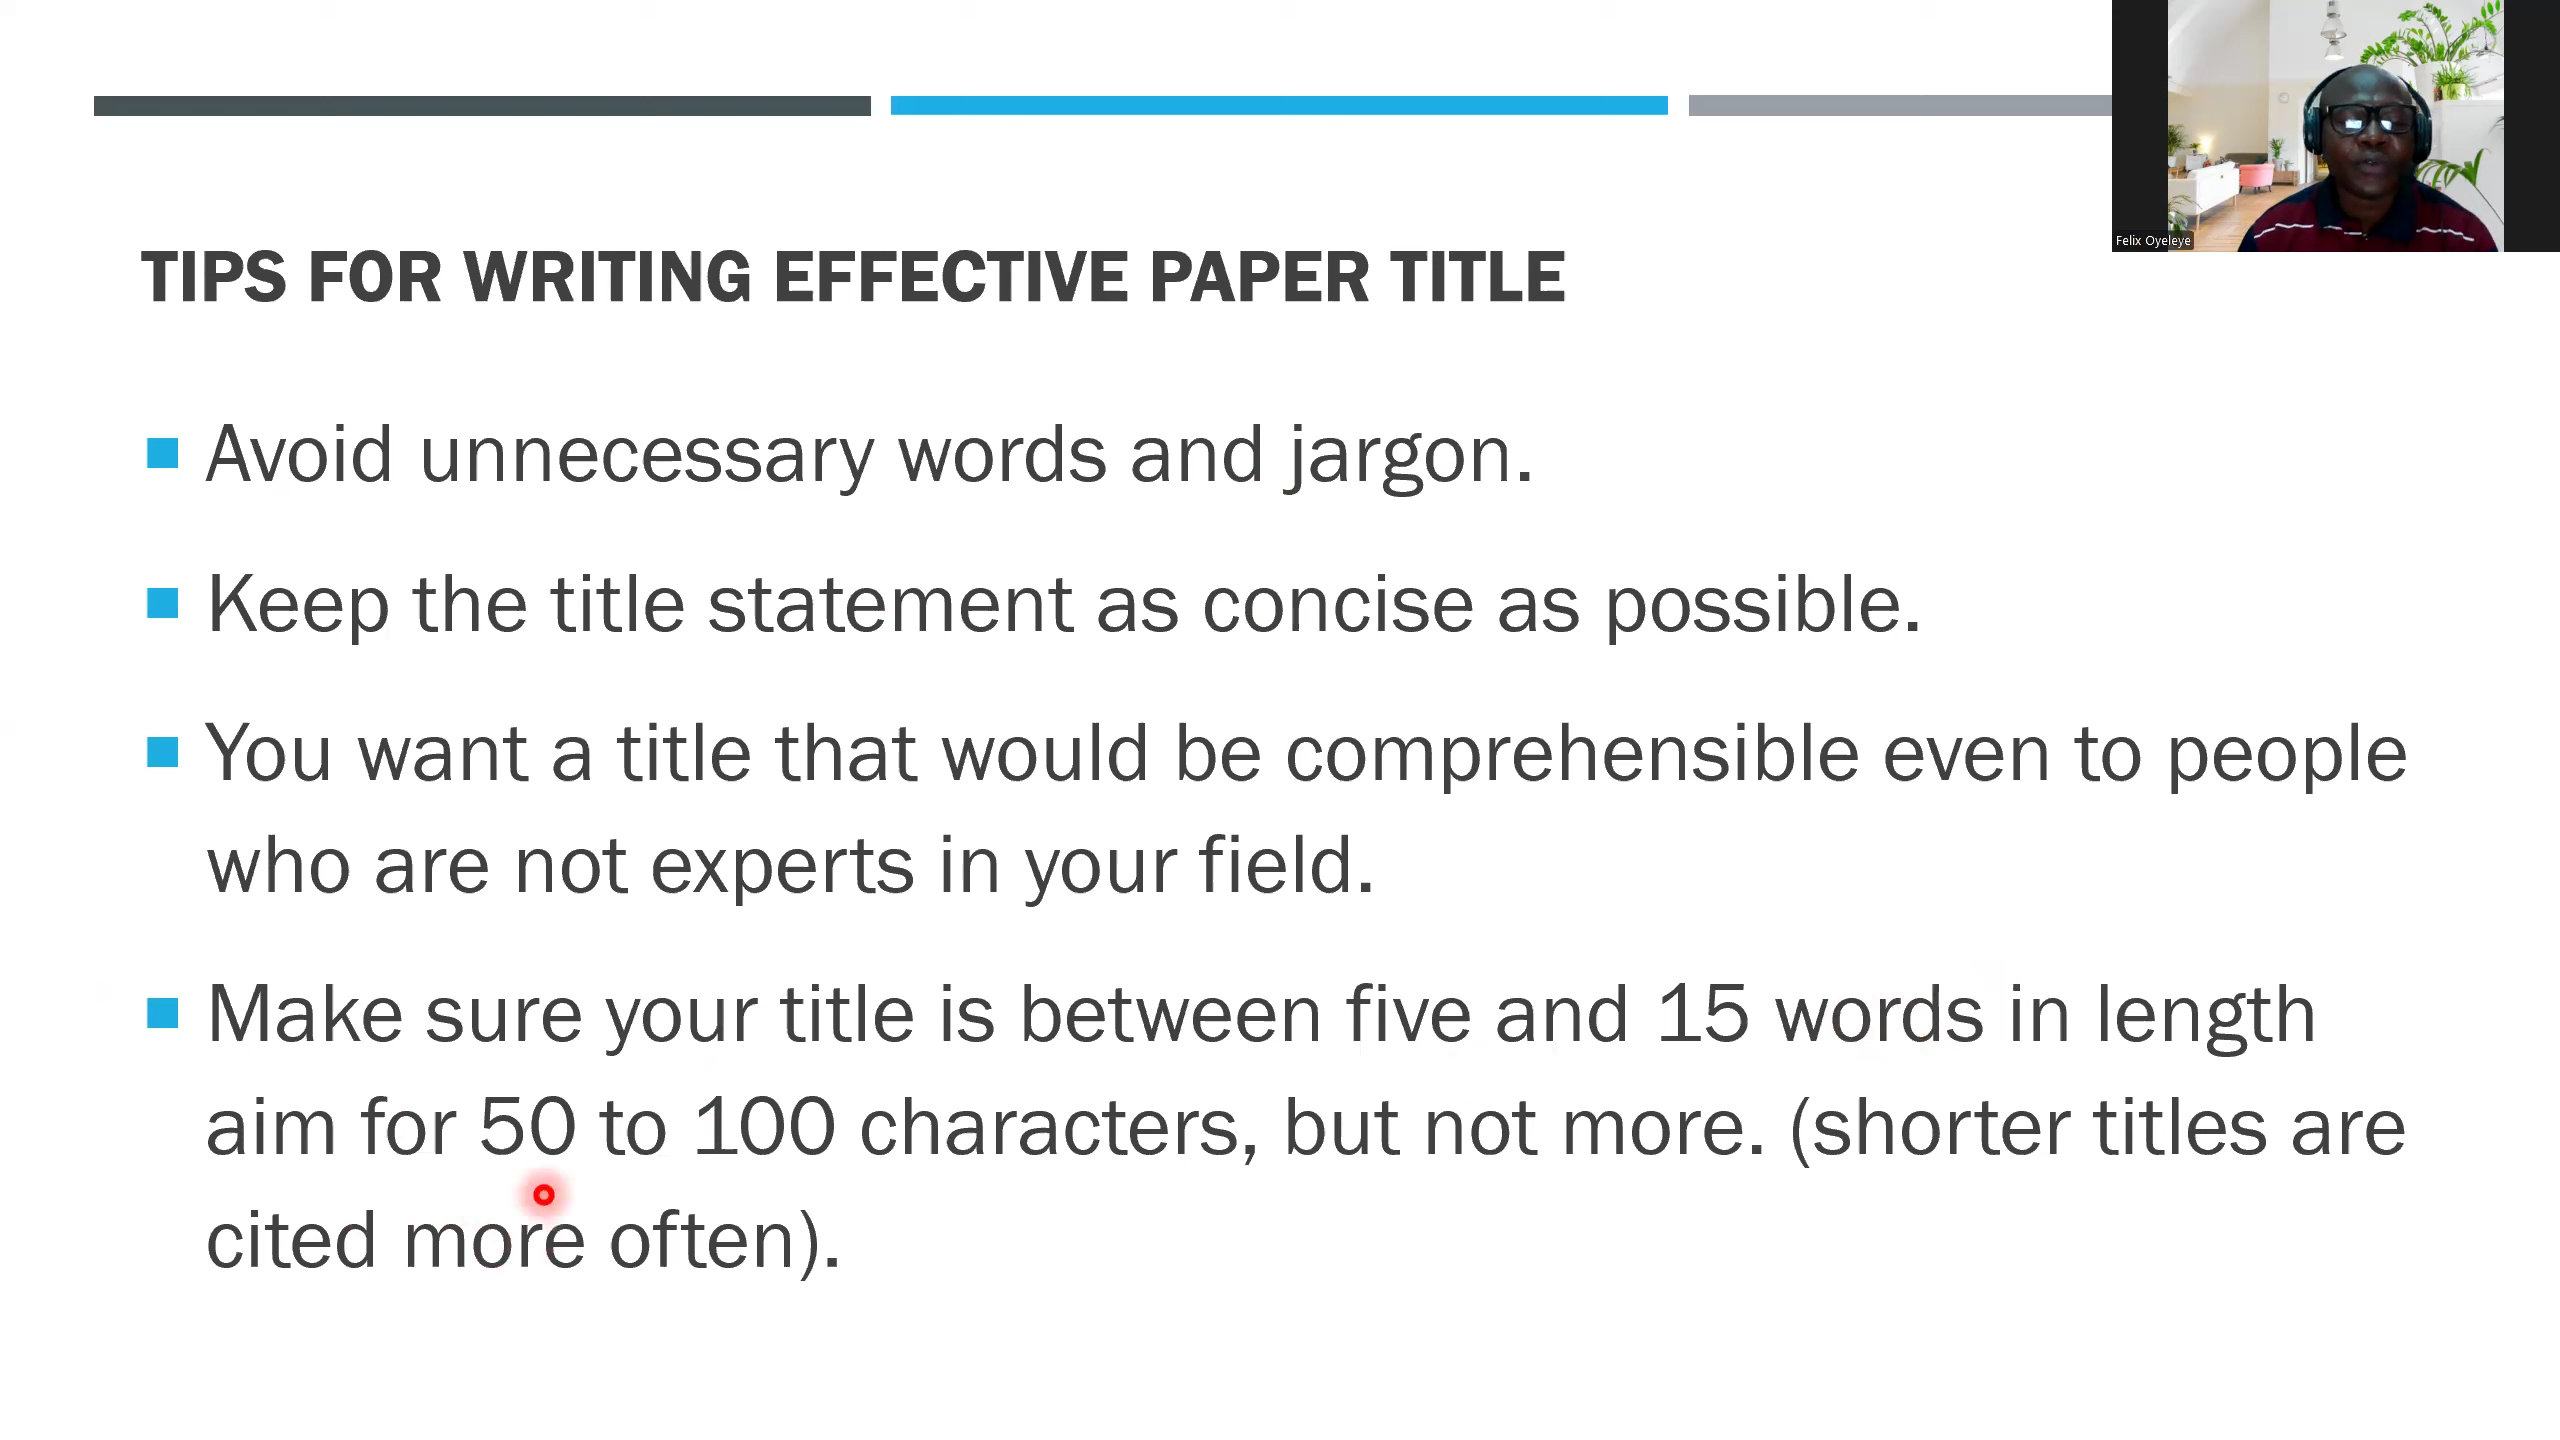 Felix Oyeleye
TIPS FOR WRITING EFFECTIVE PAPER TITLE
Avoid unnecessary words and jargon.
Keep the title statement as concise as possible.
You want a title that would be comprehensible even to people
who are not experts in your field.
Make sure your title is between five and 15 words in length
aim for 50 to 100 characters, but not more. (shorter titles are
cited more often).